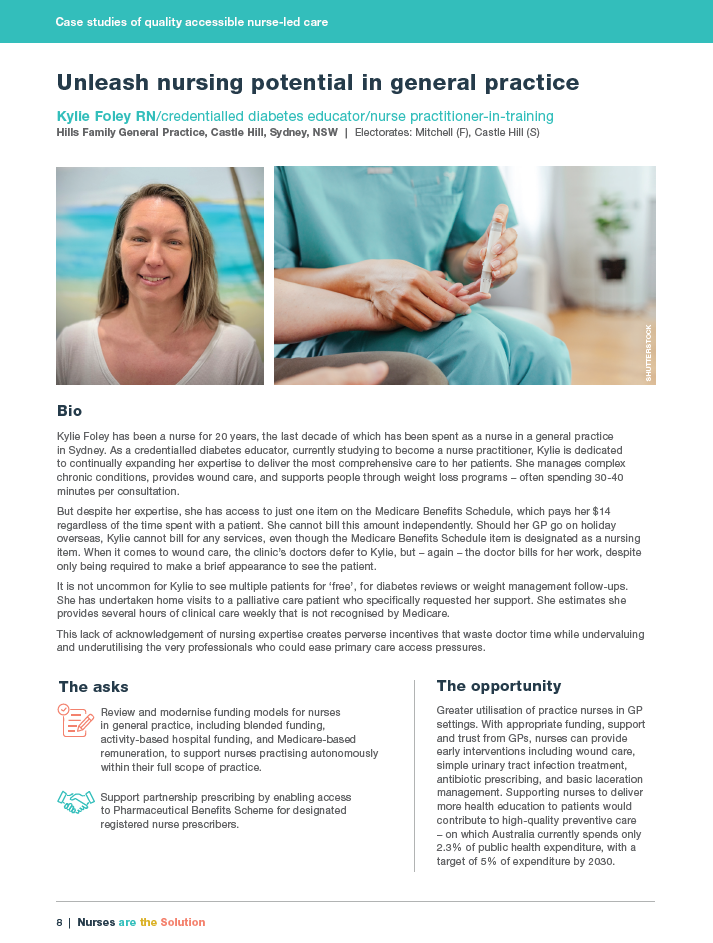 Case studies of quality accessible nurse-led care
Unleash nursing potential in general practice
Kylie Foley RN/credentialled diabetes educator/nurse practitioner-in-training
Hills Family General Practice, Castle Hill, Sydney, NSW | Electorates: Mitchell (F), Castle Hill (S)
SHUTTERSTOCK
Bio
Kylie Foley has been a nurse for 20 years, the last decade of which has been spent as a nurse in a general practice
in Sydney. As a credentialled diabetes educator, currently studying to become a nurse practitioner, Kylie is dedicated
to continually expanding her expertise to deliver the most comprehensive care to her patients. She manages complex
chronic conditions, provides wound care, and supports people through weight loss programs – often spending 30-40
minutes per consultation.
But despite her expertise, she has access to just one item on the Medicare Benefits Schedule, which pays her $14
regardless of the time spent with a patient. She cannot bill this amount independently. Should her GP go on holiday
overseas, Kylie cannot bill for any services, even though the Medicare Benefits Schedule item is designated as a nursing
item. When it comes to wound care, the clinic’s doctors defer to Kylie, but – again – the doctor bills for her work, despite
only being required to make a brief appearance to see the patient.
It is not uncommon for Kylie to see multiple patients for ‘free’, for diabetes reviews or weight management follow-ups.
She has undertaken home visits to a palliative care patient who specifically requested her support. She estimates she
provides several hours of clinical care weekly that is not recognised by Medicare.
This lack of acknowledgement of nursing expertise creates perverse incentives that waste doctor time while undervaluing
and underutilising the very professionals who could ease primary care access pressures.
The asks
Review and modernise funding models for nurses
in general practice, including blended funding,
activity-based hospital funding, and Medicare-based
remuneration, to support nurses practising autonomously
within their full scope of practice.
Support partnership prescribing by enabling access
to Pharmaceutical Benefits Scheme for designated
registered nurse prescribers.
The opportunity
Greater utilisation of practice nurses in GP
settings. With appropriate funding, support
and trust from GPs, nurses can provide
early interventions including wound care,
simple urinary tract infection treatment,
antibiotic prescribing, and basic laceration
management. Supporting nurses to deliver
more health education to patients would
contribute to high-quality preventive care
– on which Australia currently spends only
2.3% of public health expenditure, with a
target of 5% of expenditure by 2030.
8 | Nurses are the Solution